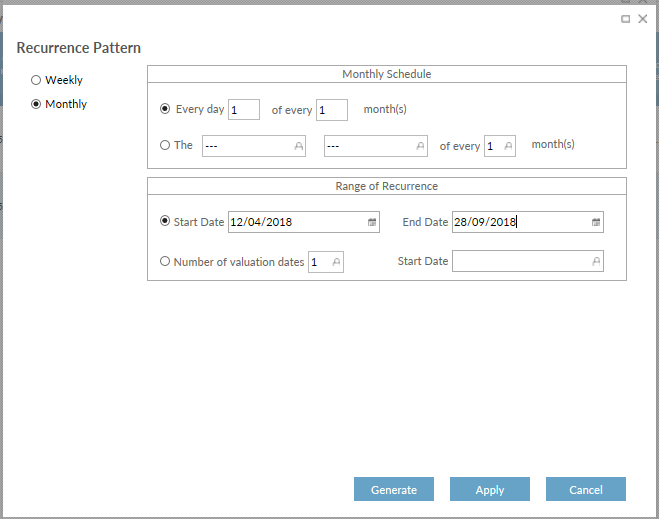 Recurrence Pattern
Weekly
Monthly
Monthly Schedule
Every day 1 of every 1 month(s)
The --- --- of every 1 month(s)
Range of Recurrence
Start Date 12/04/2018 End Date 28/09/2018
Number of valuation dates 1 Start Date
Generate Apply Cancel